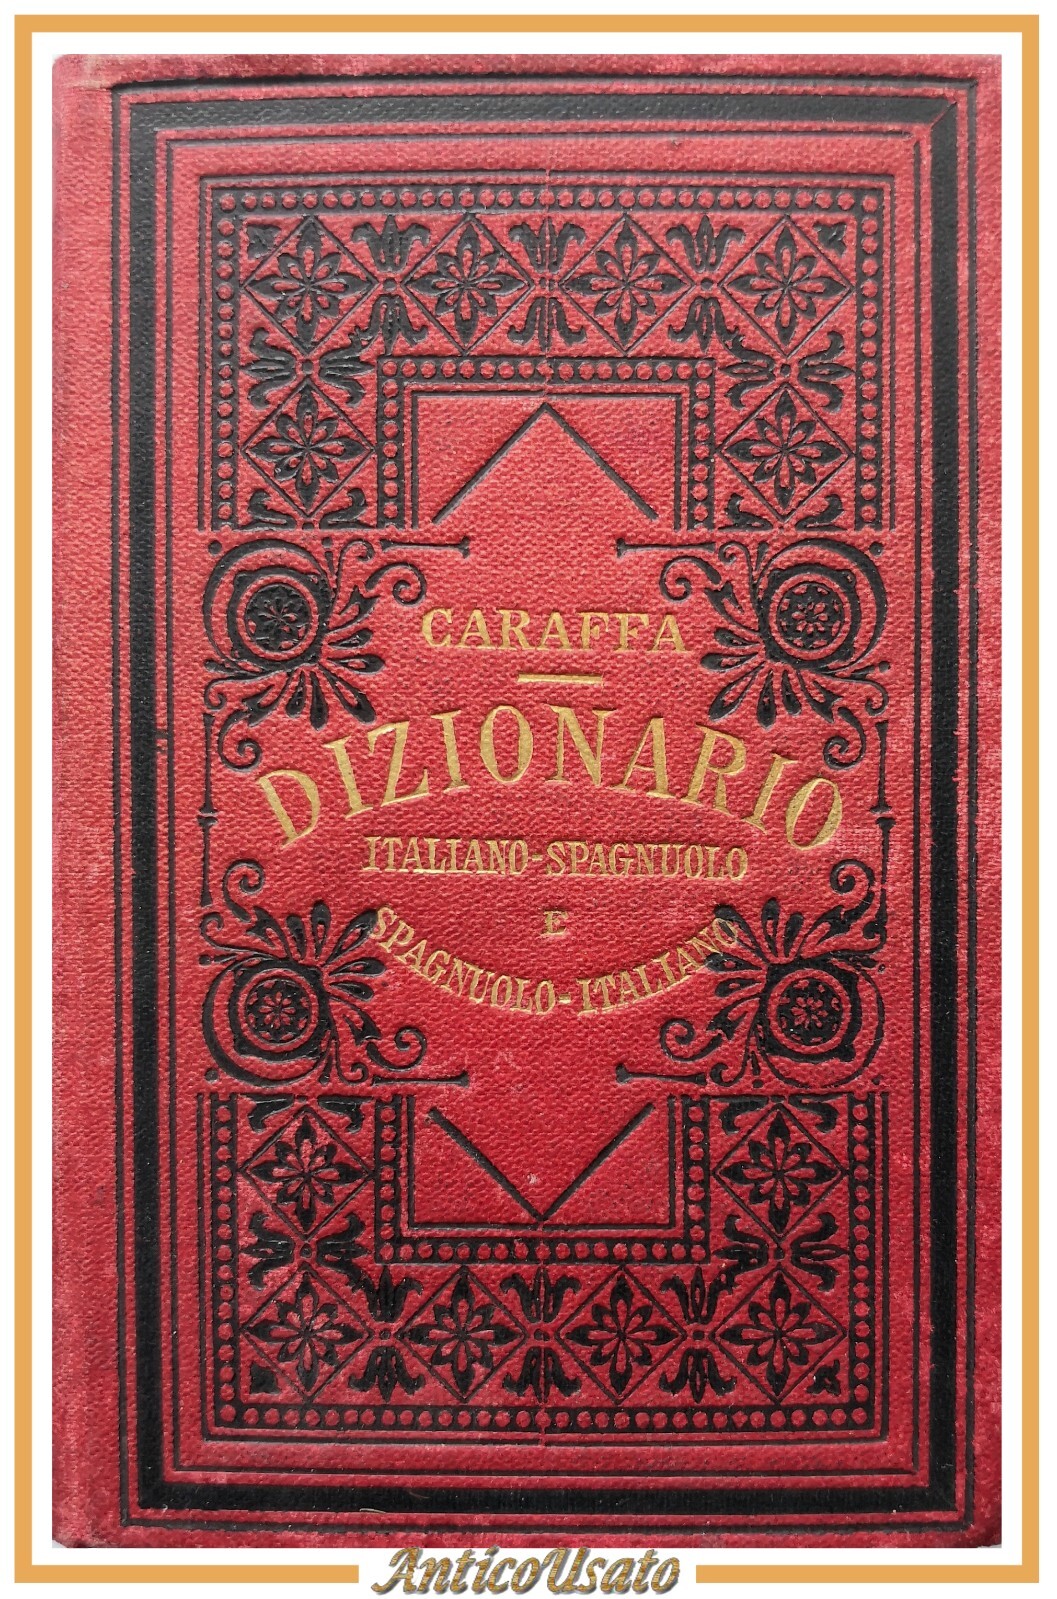 CARAFFA
DIZIONARIO
ITALIANO-SPAGNUOLO
E
SPAGNUOLO-ITALIANO
AnticoUsato